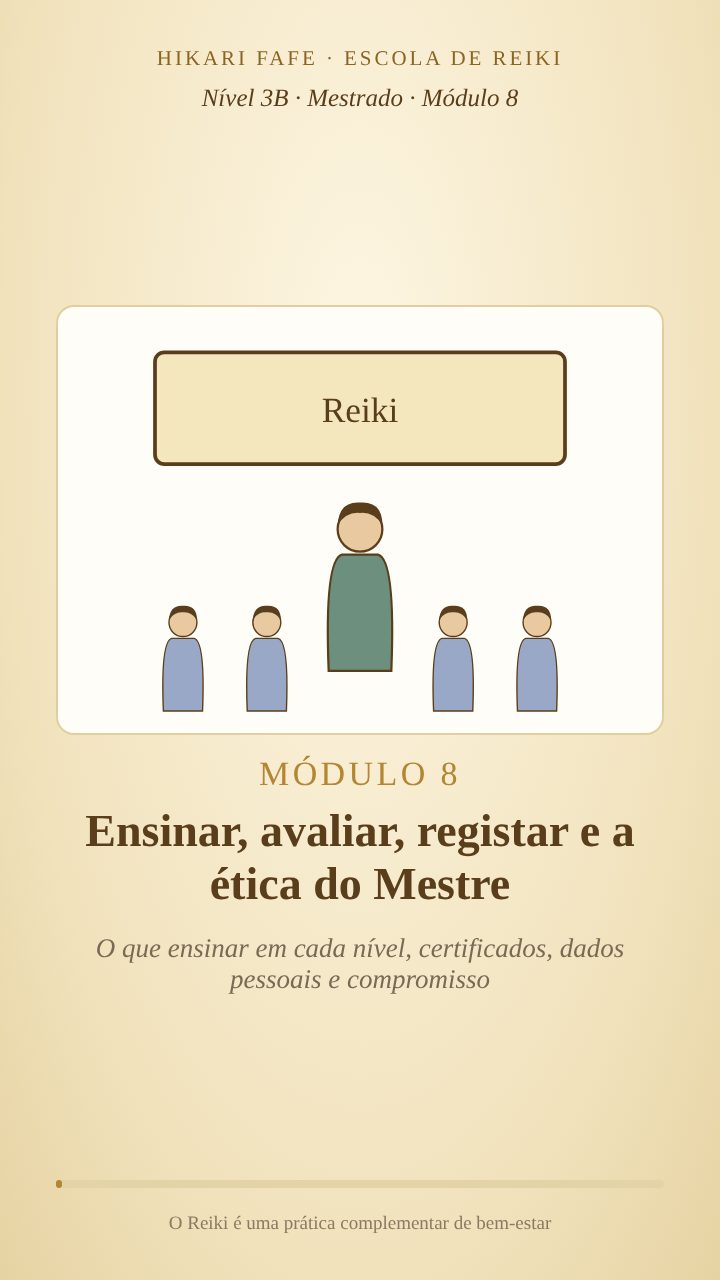 HIKARI FAFE · ESCOLA DE REIKI
Nível 3B · Mestrado · Módulo 8
Reiki
MÓDULO 8
Ensinar, avaliar, registar e a
ética do Mestre
O que ensinar em cada nível, certificados, dados
pessoais e compromisso
O Reiki é uma prática complementar de bem-estar